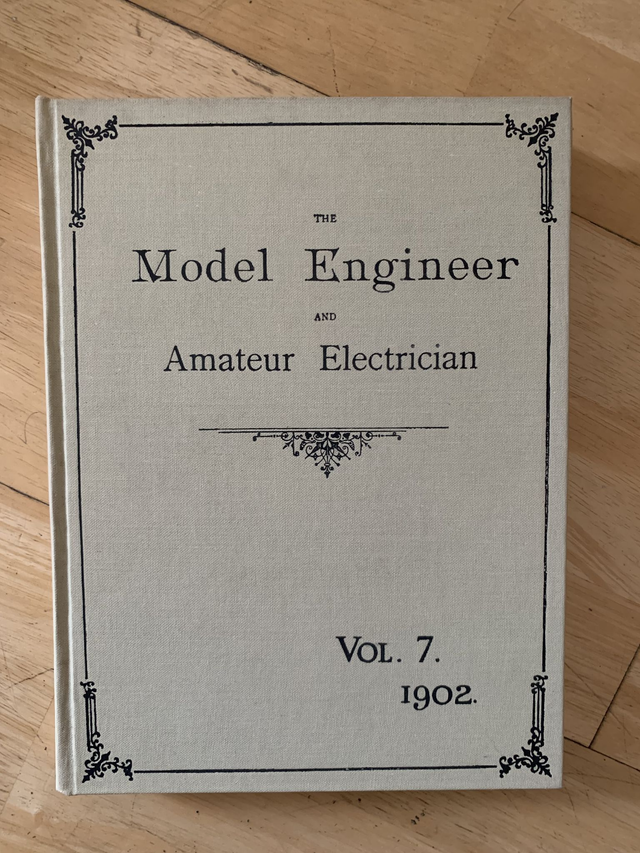 THE
Model Engineer
AND
Amateur Electrician
VOL. 7.
1902.